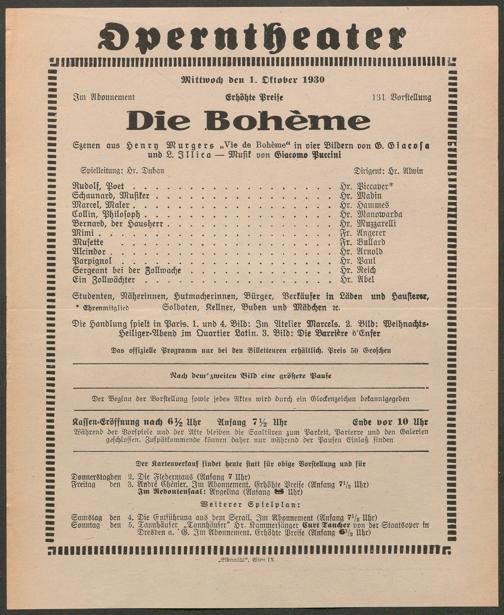 Operntheater
Mittwoch den 1. Oktober 1930
Im Abonnement Erhöhte Preise 131 Vorstellung
Die Bohème
Szenen aus Henry Murgers „Vie de Bohème“ in vier Bildern von G. Giacosa
und L. Illica — Musik von Giacomo Puccini
Spielleitung: Hr. Duhan Dirigent: Hr. Alwin
Rudolf, Poet . . . . . Hr. Piccaver*
Schaunard, Musiker . . . . . Hr. Madin
Marcel, Maler . . . . . Hr. Hammes
Collin, Philosoph . . . . . Hr. Manowarda
Bernard, der Hausherr . . . . . Hr. Muzzarelli
Mimi . . . . . Fr. Angerer
Musette . . . . . Fr. Bullard
Alcindor . . . . . Hr. Arnold
Parpignol . . . . . Hr. Paul
Sergeant bei der Zollwache . . . . . Hr. Reich
Ein Zollwächter . . . . . Hr. Abel
Studenten, Näherinnen, Hutmacherinnen, Bürger, Verkäufer in Läden und Hausierer,
* Ehrenmitglied Soldaten, Kellner, Buben und Mädchen ec.
Die Handlung spielt in Paris. 1. und 4. Bild: Im Atelier Marcels. 2. Bild: Weihnachts-
Heiliger-Abend im Quartier Latin. 3. Bild: Die Barrière d'Enfer
Das offizielle Programm nur bei den Billetteuren erhältlich. Preis 50 Groschen
Nach dem zweiten Bild eine größere Pause
Der Beginn der Vorstellung sowie jedes Aktes wird durch ein Glockenzeichen bekanntgegeben
Kassen-Eröffnung nach 6½ Uhr Anfang 7½ Uhr Ende vor 10 Uhr
Während der Vorspiele und der Akte bleiben die Saaltüren zum Parkett, Parterre und den Galerien
geschlossen. Zuspätkommende können daher nur während der Pausen Einlaß finden
Der Kartenverkauf findet heute statt für obige Vorstellung und für
Donnerstag den 2. Die Fledermaus (Anfang 7 Uhr)
Freitag den 3. André Chénier. Im Abonnement. Erhöhte Preise (Anfang 7½ Uhr)
Im Redoutensaal: Angelina (Anfang Uhr)
Weiterer Spielplan:
Samstag den 4. Die Entführung aus dem Serail. Im Abonnement (Anfang 7½ Uhr)
Sonntag den 5. Tannhäuser „Tannhäuser“ Hr. Kammersänger Curt Taucher von der Staatsoper in
Dresden a. G. Im Abonnement. Erhöhte Preise (Anfang 6½ Uhr)
Wien IX.